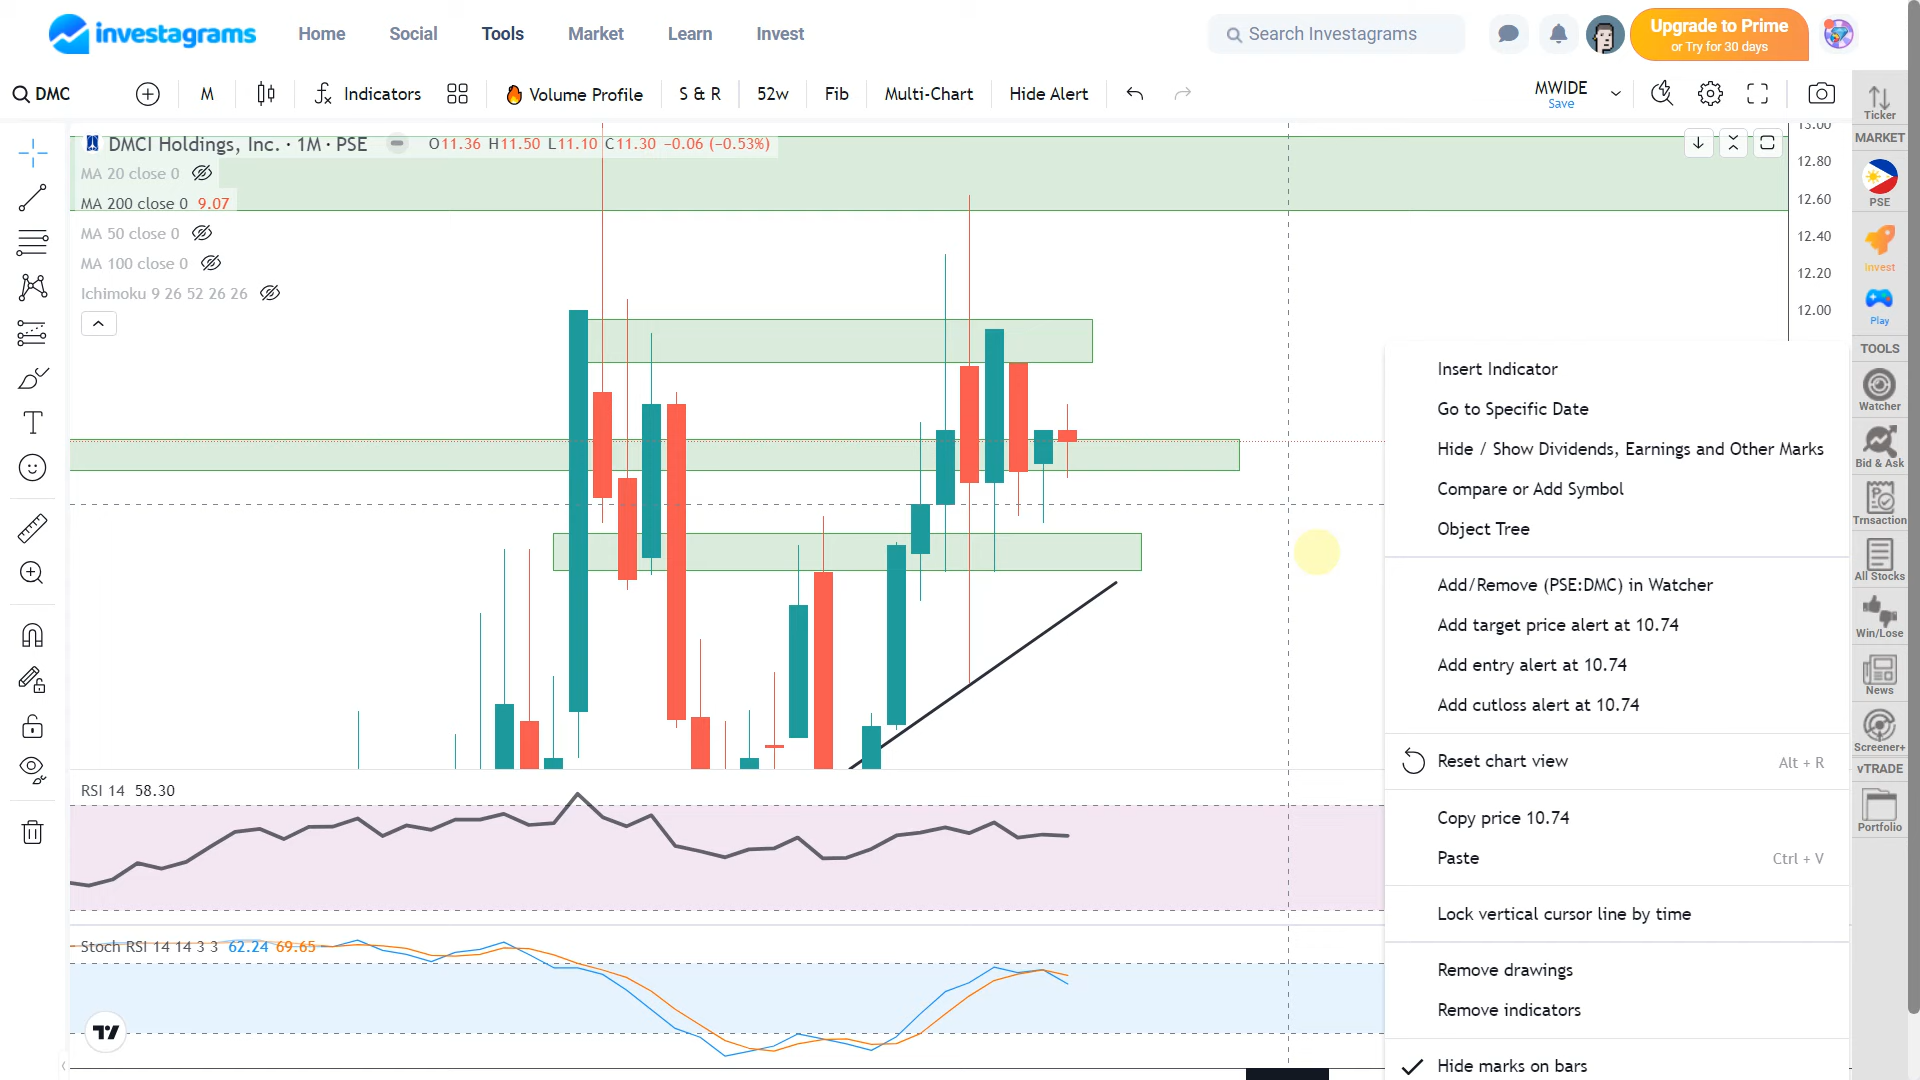 investagrams
Home
Social
Tools
Market
Learn
Invest
Search Investagrams
Upgrade to Prime
or Try for 30 days
DMC
M
Indicators
Volume Profile
S & R
52w
Fib
Multi-Chart
Hide Alert
MWIDE
Save
DMCI Holdings, Inc. · 1M · PSE
O11.36 H11.50 L11.10 C11.30 −0.06 (−0.53%)
MA 20 close 0
MA 200 close 0 9.07
MA 50 close 0
MA 100 close 0
Ichimoku 9 26 52 26 26
13.00
12.80
12.60
12.40
12.20
12.00
Insert Indicator
Go to Specific Date
Hide / Show Dividends, Earnings and Other Marks
Compare or Add Symbol
Object Tree
Add/Remove (PSE:DMC) in Watcher
Add target price alert at 10.74
Add entry alert at 10.74
Add cutloss alert at 10.74
Reset chart view Alt + R
Copy price 10.74
Paste Ctrl + V
Lock vertical cursor line by time
Remove drawings
Remove indicators
Hide marks on bars
RSI 14 58.30
Stoch RSI 14 14 3 3 62.24 69.65
Ticker
MARKET
PSE
Invest
Play
TOOLS
Watcher
Bid & Ask
Trnsaction
All Stocks
Win/Lose
News
Screener+
vTRADE
Portfolio